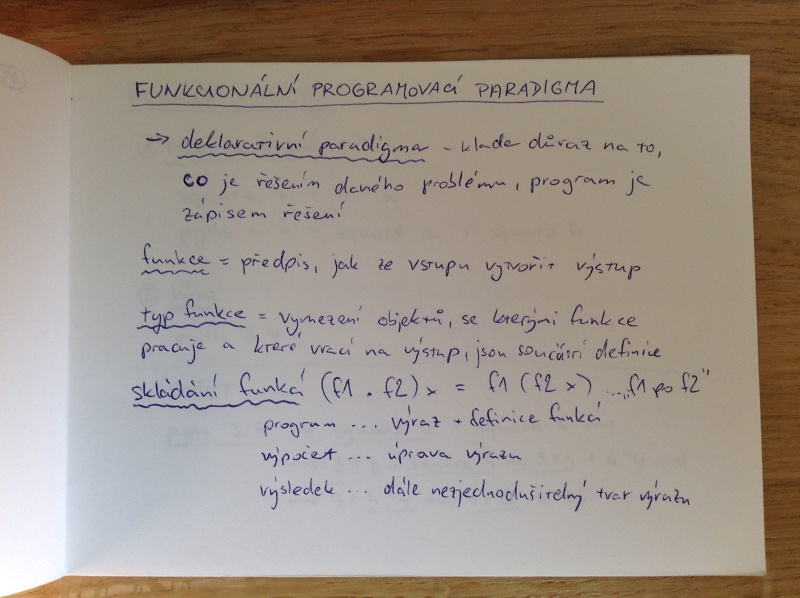 FUNKCIONÁLNÍ PROGRAMOVACÍ PARADIGMA
→ deklarativní paradigma - klade důraz na to,
co je řešením daného problému, program je
zápisem řešení
funkce = předpis, jak ze vstupu vytvořit výstup
typ funkce = vymezení objektů, se kterými funkce
pracuje a které vrací na výstup, jsou součástí definice
skládání funkcí (f1 . f2) x = f1 (f2 x) ... „f1 po f2"
program ... výraz + definice funkcí
výpočet ... úprava výrazu
výsledek ... dále nezjednodušitelný tvar výrazu